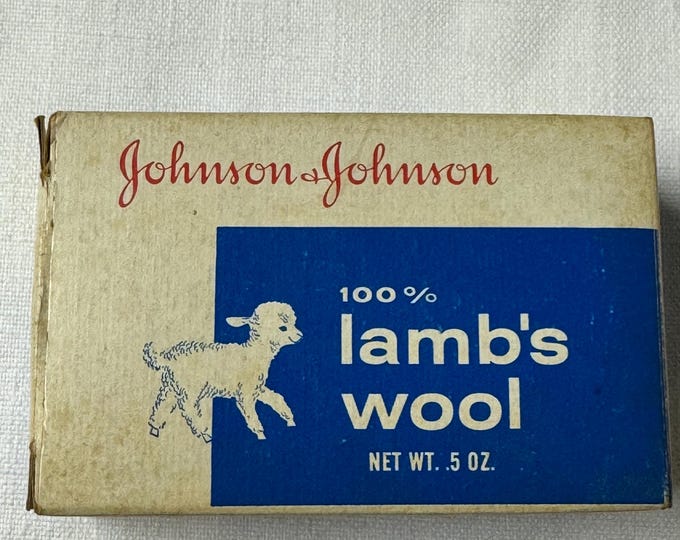 Johnson & Johnson
100%
lamb's
wool
NET WT. .5 OZ.